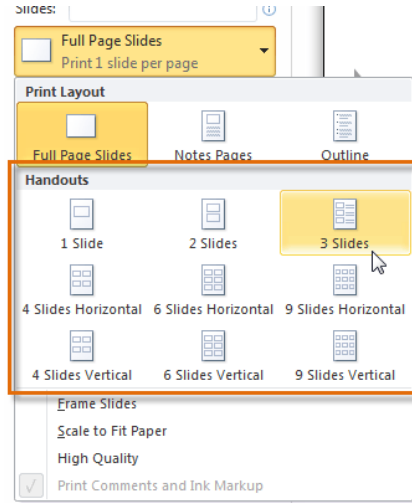 Slides:
Full Page Slides
Print 1 slide per page
Print Layout
Full Page Slides Notes Pages Outline
Handouts
1 Slide 2 Slides 3 Slides
4 Slides Horizontal 6 Slides Horizontal 9 Slides Horizontal
4 Slides Vertical 6 Slides Vertical 9 Slides Vertical
Frame Slides
Scale to Fit Paper
High Quality
Print Comments and Ink Markup